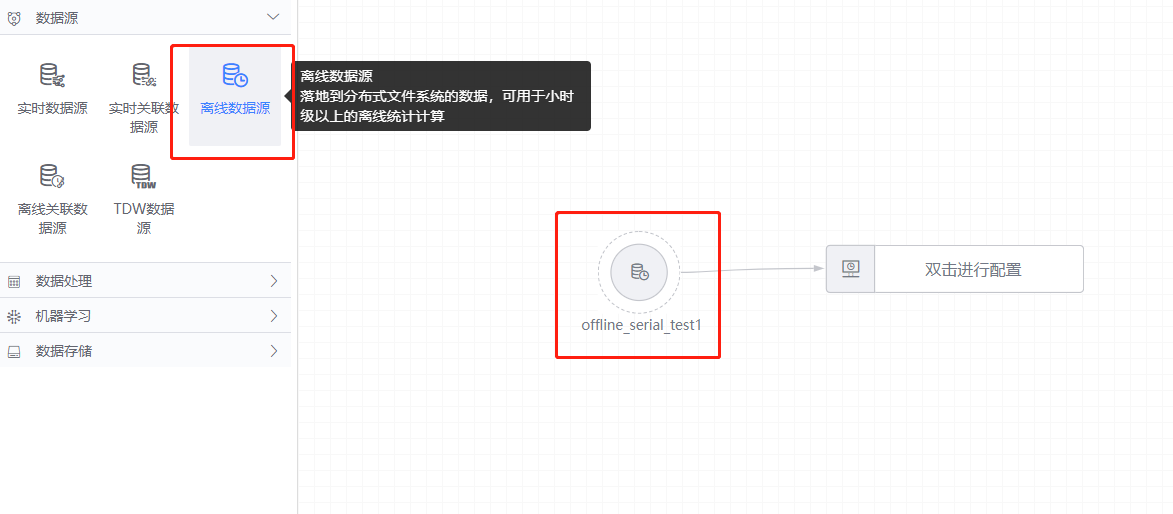 数据源
实时数据源
实时关联数
据源
离线数据源
离线数据源
落地到分布式文件系统的数据，可用于小时
级以上的离线统计计算
离线关联数
据源
TDW
TDW数据
源
数据处理
机器学习
数据存储
offline_serial_test1
双击进行配置